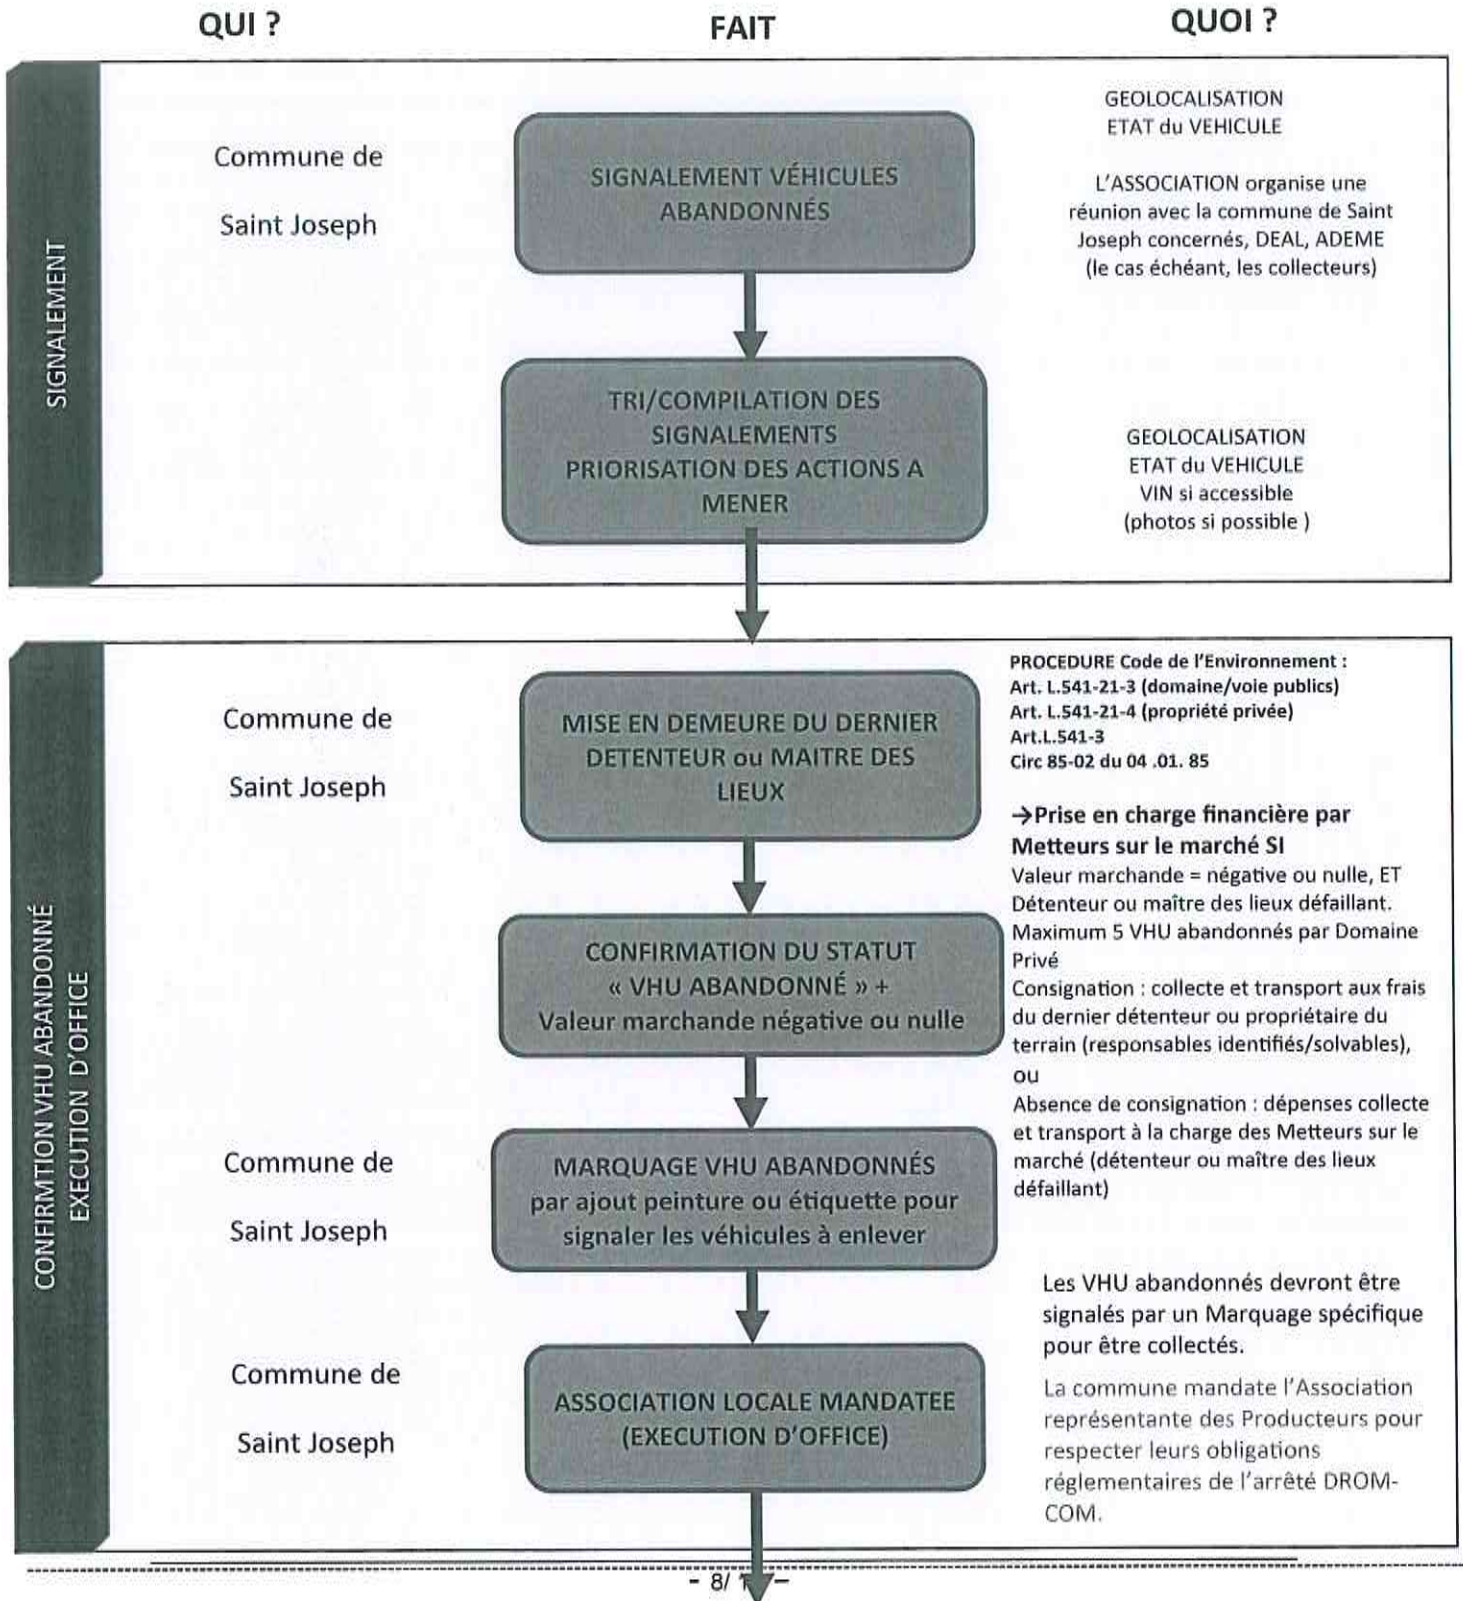 QUI ?
FAIT
QUOI ?
SIGNALEMENT
Commune de
Saint Joseph
SIGNALEMENT VÉHICULES
ABANDONNÉS
GEOLOCALISATION
ETAT du VEHICULE
L'ASSOCIATION organise une
réunion avec la commune de Saint
Joseph concernés, DEAL, ADEME
(le cas échéant, les collecteurs)
TRI/COMPILATION DES
SIGNALEMENTS
PRIORISATION DES ACTIONS A
MENER
GEOLOCALISATION
ETAT du VEHICULE
VIN si accessible
(photos si possible )
CONFIRMTION VHU ABANDONNÉ
EXECUTION D'OFFICE
Commune de
Saint Joseph
MISE EN DEMEURE DU DERNIER
DETENTEUR ou MAITRE DES
LIEUX
PROCEDURE Code de l'Environnement :
Art. L.541-21-3 (domaine/voie publics)
Art. L.541-21-4 (propriété privée)
Art.L.541-3
Circ 85-02 du 04 .01. 85
→Prise en charge financière par
Metteurs sur le marché SI
Valeur marchande = négative ou nulle, ET
Détenteur ou maître des lieux défaillant.
Maximum 5 VHU abandonnés par Domaine
Privé
Consignation : collecte et transport aux frais
du dernier détenteur ou propriétaire du
terrain (responsables identifiés/solvables),
ou
Absence de consignation : dépenses collecte
et transport à la charge des Metteurs sur le
marché (détenteur ou maître des lieux
défaillant)
CONFIRMATION DU STATUT
« VHU ABANDONNÉ » +
Valeur marchande négative ou nulle
Commune de
Saint Joseph
MARQUAGE VHU ABANDONNÉS
par ajout peinture ou étiquette pour
signaler les véhicules à enlever
Les VHU abandonnés devront être
signalés par un Marquage spécifique
pour être collectés.
Commune de
Saint Joseph
ASSOCIATION LOCALE MANDATEE
(EXECUTION D'OFFICE)
La commune mandate l'Association
représentante des Producteurs pour
respecter leurs obligations
réglementaires de l'arrêté DROM-
COM.
- 8/ –